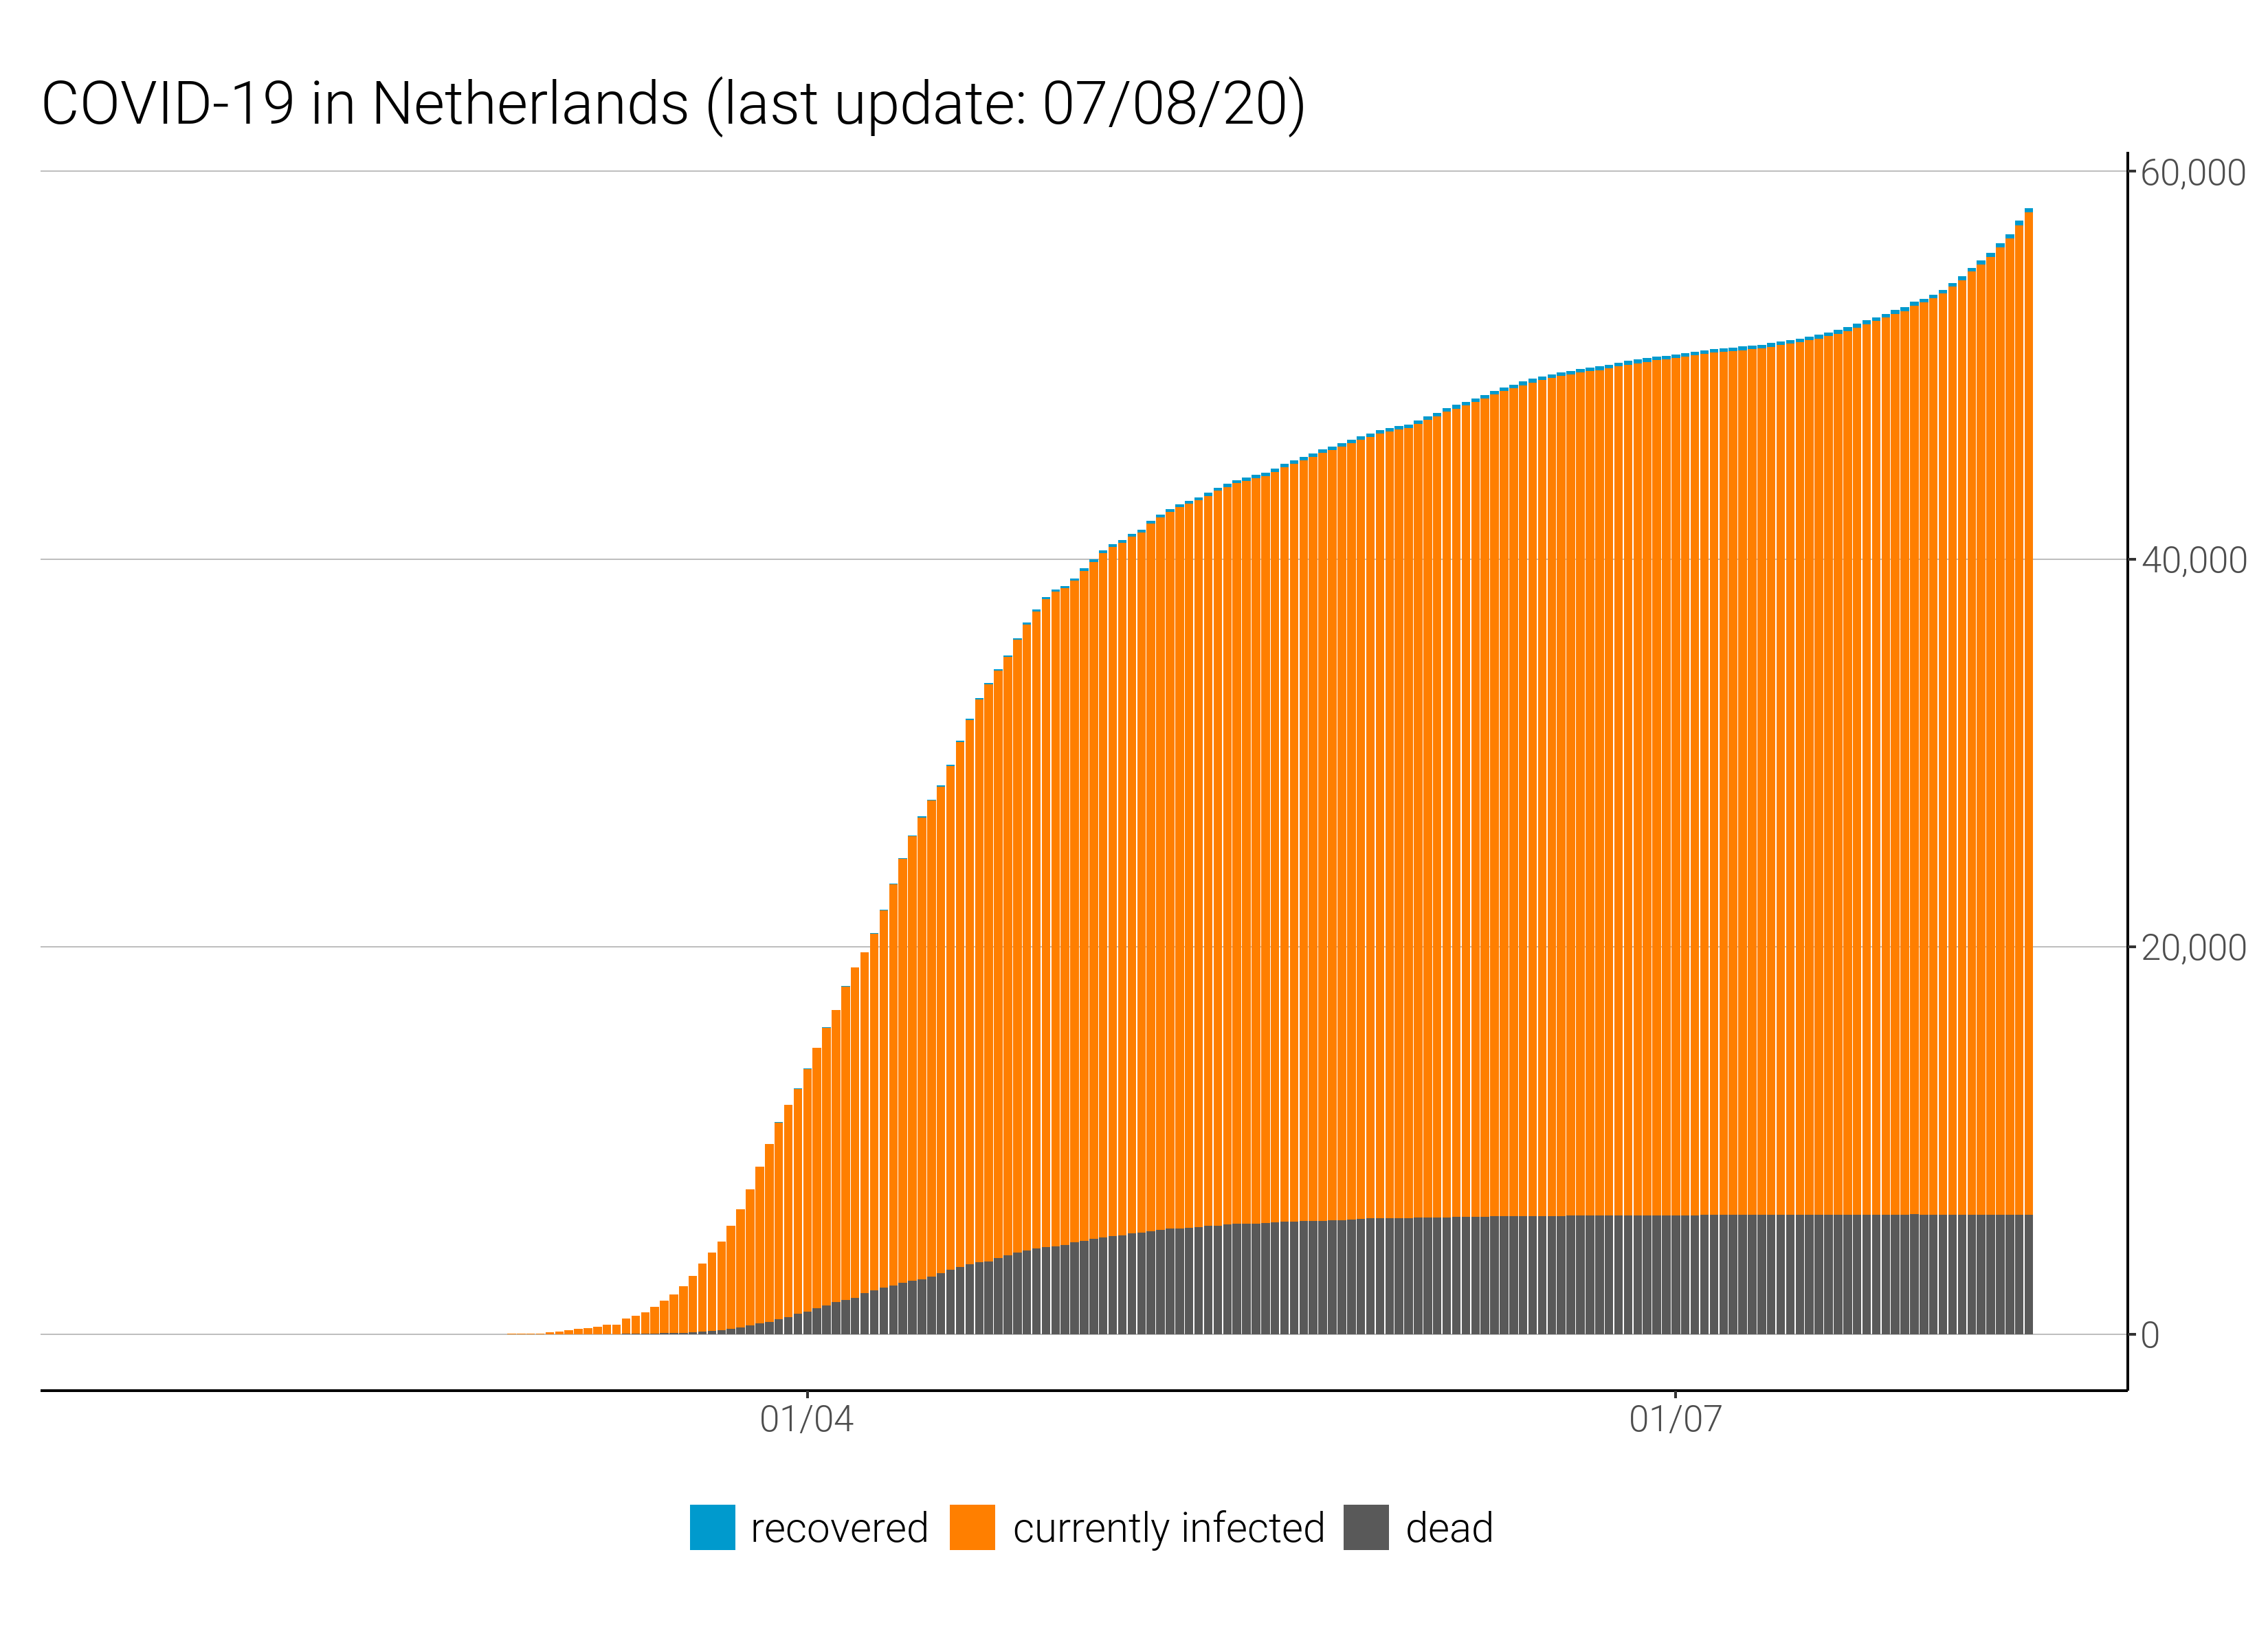 COVID-19 in Netherlands (last update: 07/08/20)
60,000
40,000
20,000
0
01/04 01/07
recovered currently infected dead